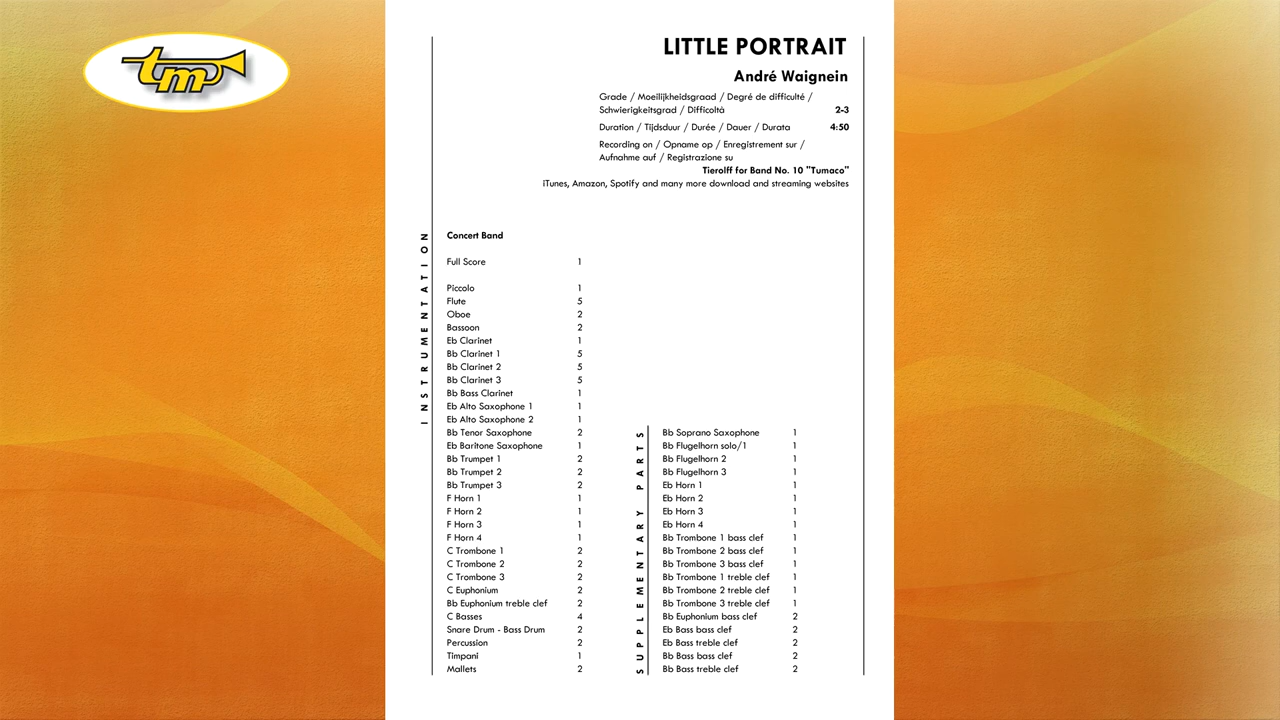 tm
LITTLE PORTRAIT
André Waignein
Grade / Moeilijkheidsgraad / Degré de difficulté /
Schwierigkeitsgrad / Difficoltà 2-3
Duration / Tijdsduur / Durée / Dauer / Durata 4:50
Recording on / Opname op / Enregistrement sur /
Aufnahme auf / Registrazione su
Tierolff for Band No. 10 "Tumaco"
iTunes, Amazon, Spotify and many more download and streaming websites
INSTRUMENTATION
Concert Band
Full Score 1
Piccolo 1
Flute 5
Oboe 2
Bassoon 2
Eb Clarinet 1
Bb Clarinet 1 5
Bb Clarinet 2 5
Bb Clarinet 3 5
Bb Bass Clarinet 1
Eb Alto Saxophone 1 1
Eb Alto Saxophone 2 1
Bb Tenor Saxophone 2
Eb Baritone Saxophone 1
Bb Trumpet 1 2
Bb Trumpet 2 2
Bb Trumpet 3 2
F Horn 1 1
F Horn 2 1
F Horn 3 1
F Horn 4 1
C Trombone 1 2
C Trombone 2 2
C Trombone 3 2
C Euphonium 2
Bb Euphonium treble clef 2
C Basses 4
Snare Drum - Bass Drum 2
Percussion 2
Timpani 1
Mallets 2
SUPPLEMENTARY PARTS
Bb Soprano Saxophone 1
Bb Flugelhorn solo/1 1
Bb Flugelhorn 2 1
Bb Flugelhorn 3 1
Eb Horn 1 1
Eb Horn 2 1
Eb Horn 3 1
Eb Horn 4 1
Bb Trombone 1 bass clef 1
Bb Trombone 2 bass clef 1
Bb Trombone 3 bass clef 1
Bb Trombone 1 treble clef 1
Bb Trombone 2 treble clef 1
Bb Trombone 3 treble clef 1
Bb Euphonium bass clef 2
Eb Bass bass clef 2
Eb Bass treble clef 2
Bb Bass bass clef 2
Bb Bass treble clef 2